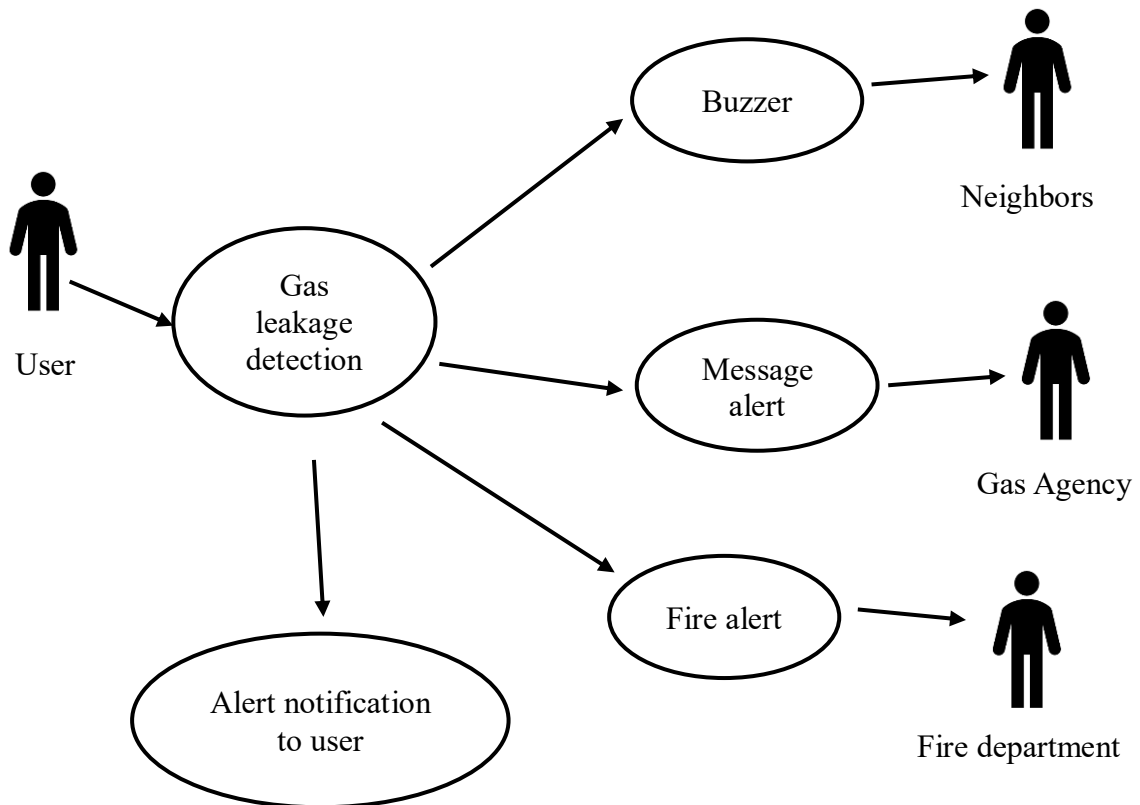 Buzzer
Neighbors
User
Gas
leakage
detection
Message
alert
Gas Agency
Fire alert
Fire department
Alert notification
to user